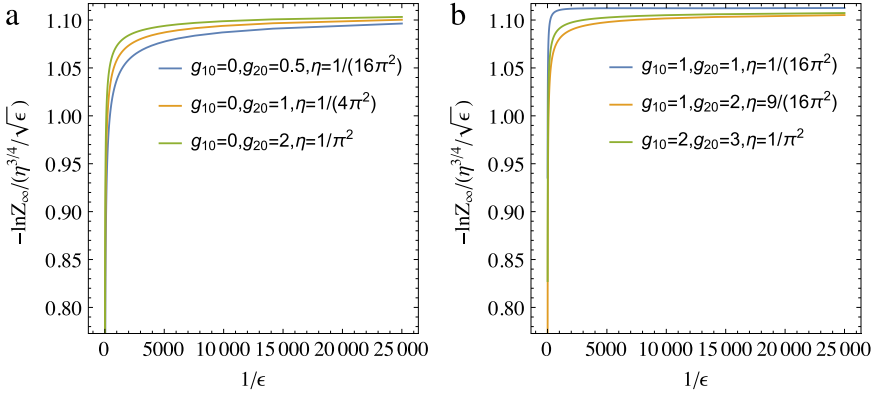 a
−lnZ∞/(η^{3/4}/√ϵ)
1.10
1.05
1.00
0.95
0.90
0.85
0.80
g₁₀=0,g₂₀=0.5,η=1/(16π²)
g₁₀=0,g₂₀=1,η=1/(4π²)
g₁₀=0,g₂₀=2,η=1/π²
0 5000 10 000 15 000 20 000 25 000
1/ϵ
b
−lnZ∞/(η^{3/4}/√ϵ)
1.10
1.05
1.00
0.95
0.90
0.85
0.80
g₁₀=1,g₂₀=1,η=1/(16π²)
g₁₀=1,g₂₀=2,η=9/(16π²)
g₁₀=2,g₂₀=3,η=1/π²
0 5000 10 000 15 000 20 000 25 000
1/ϵ